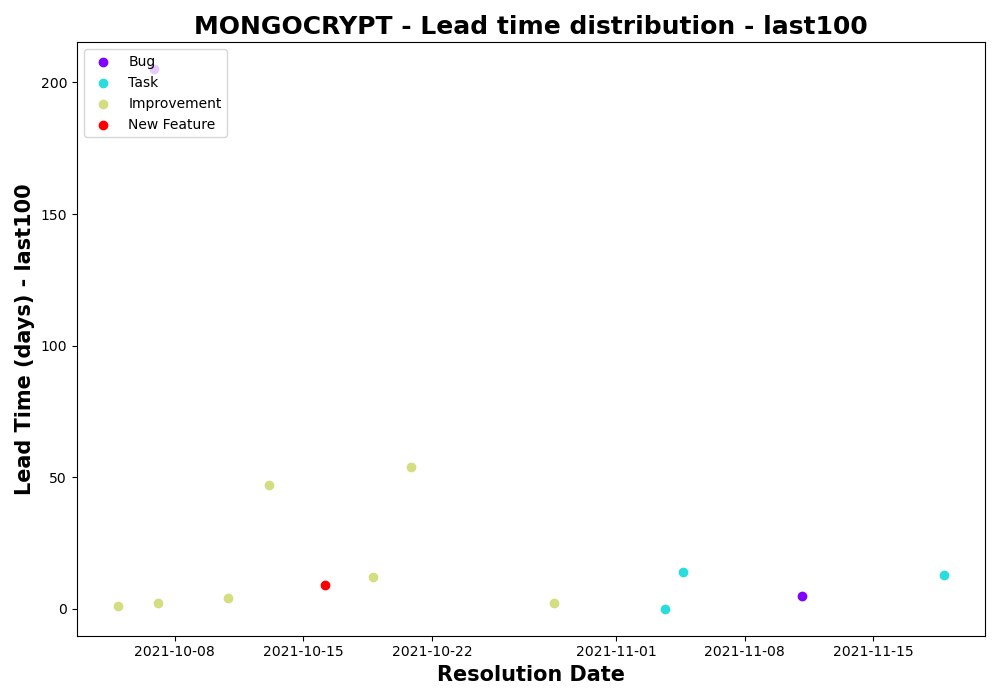 MONGOCRYPT - Lead time distribution - last100
Bug
Task
Improvement
New Feature
Lead Time (days) - last100
200
150
100
50
0
2021-10-08
2021-10-15
2021-10-22
2021-11-01
2021-11-08
2021-11-15
Resolution Date